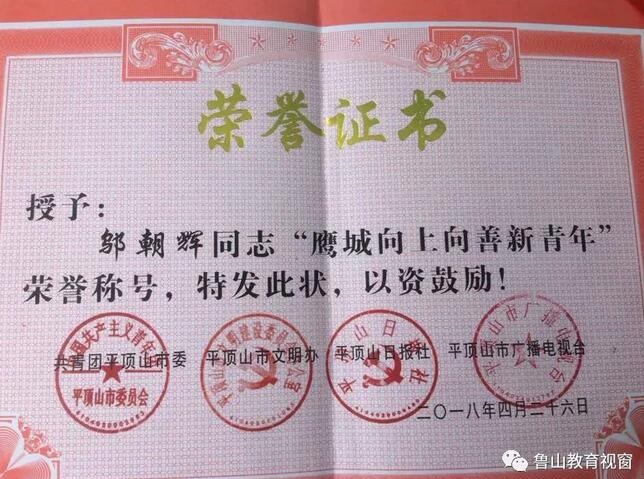 荣誉证书
授予：
邬朝辉同志“鹰城向上向善新青年”
荣誉称号，特发此状，以资鼓励！
共青团平顶山市委 平顶山市文明办 平顶山日报社 平顶山市广播电视台
平顶山市委员会
二〇一八年四月二十六日
鲁山教育视窗